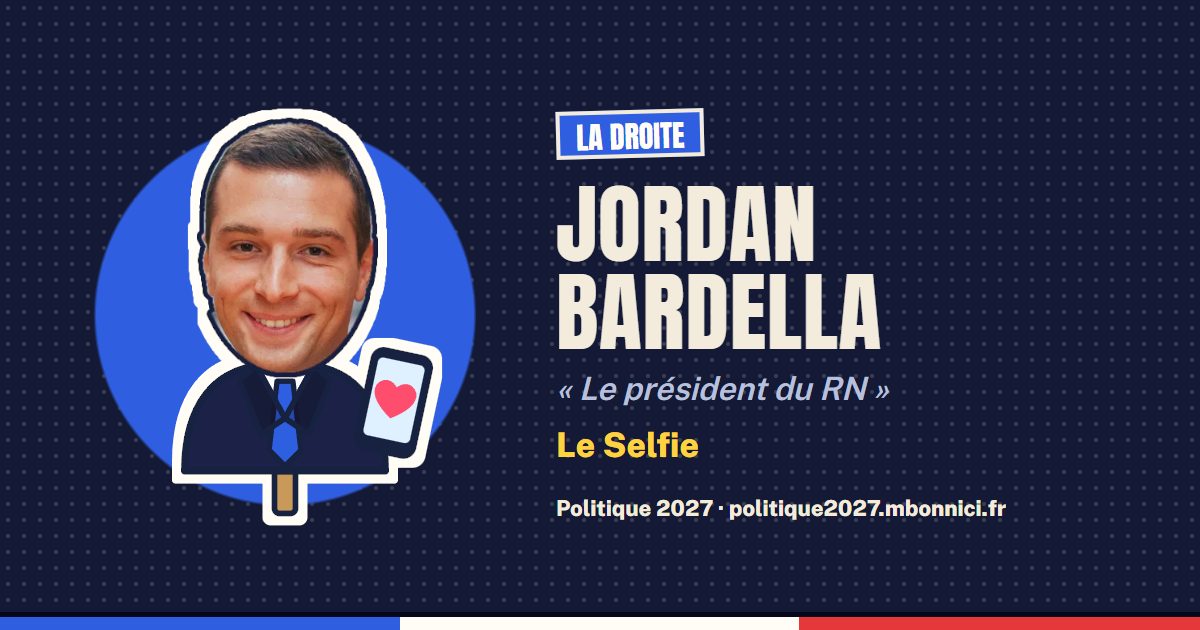 LA DROITE
JORDAN
BARDELLA
« Le président du RN »
Le Selfie
Politique 2027 · politique2027.mbonnici.fr